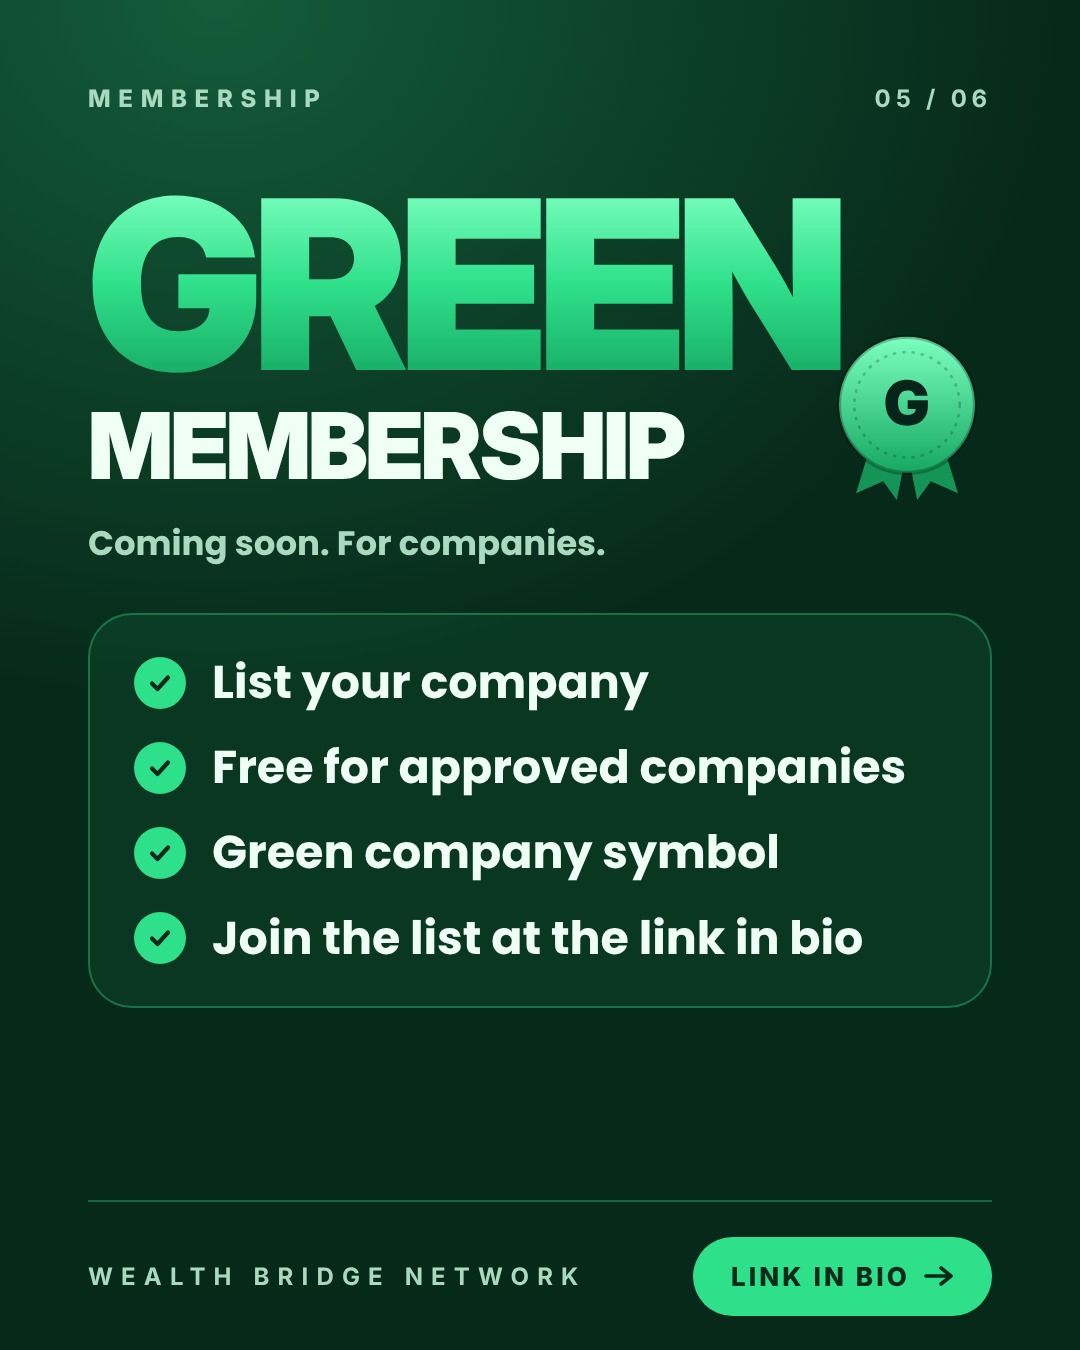 MEMBERSHIP
05 / 06
GREEN
MEMBERSHIP
G
Coming soon. For companies.
List your company
Free for approved companies
Green company symbol
Join the list at the link in bio
WEALTH BRIDGE NETWORK
LINK IN BIO →